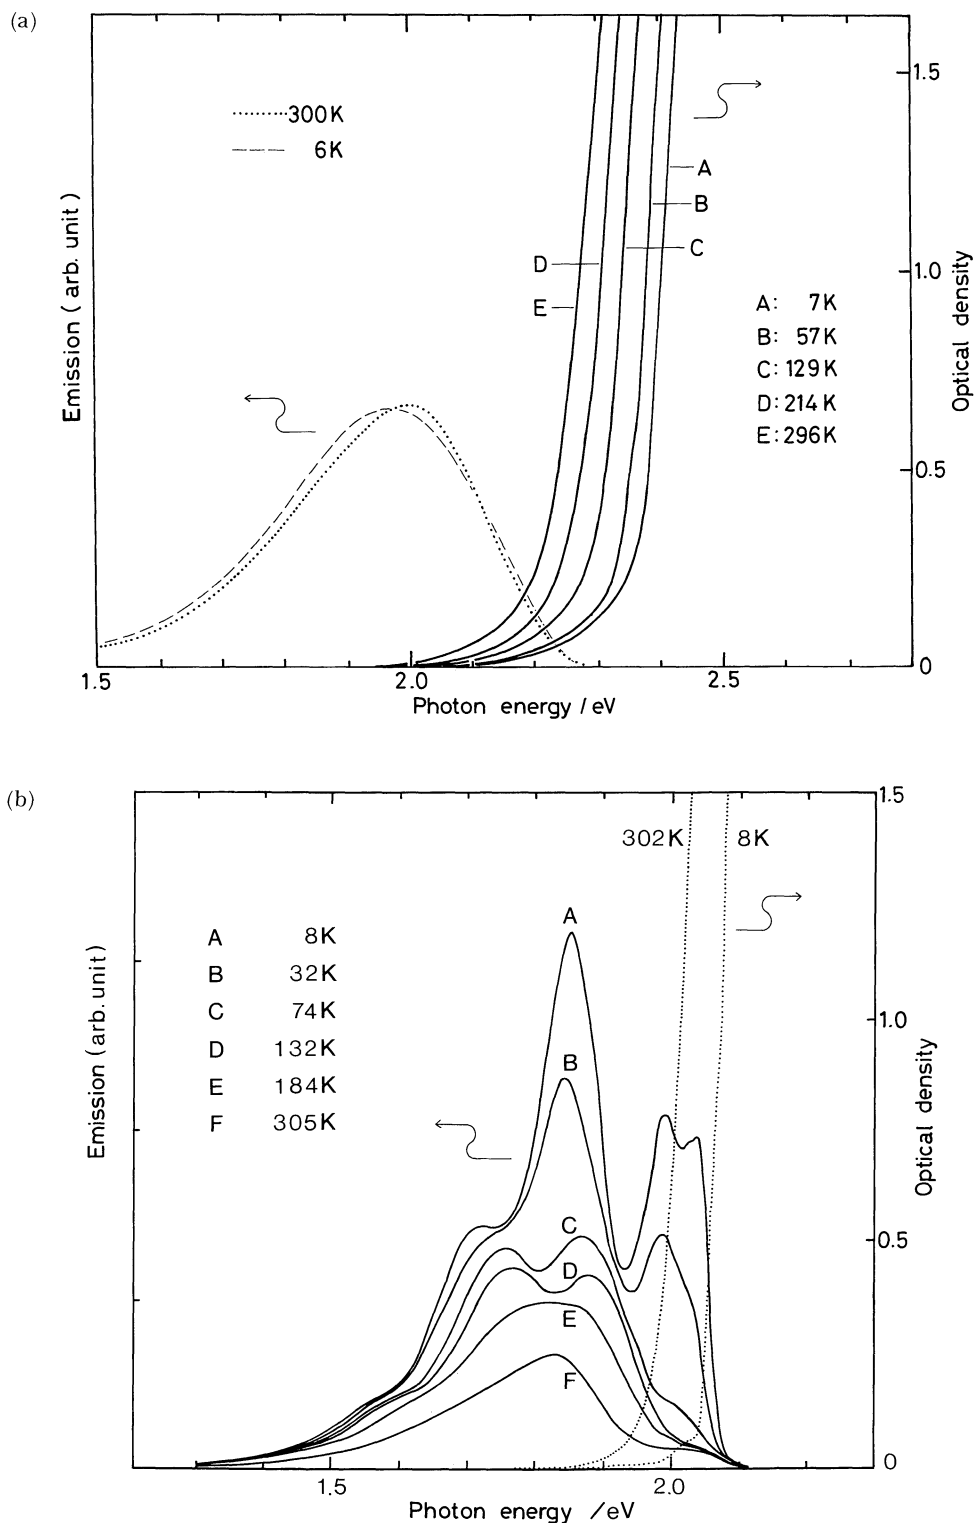 (a)
300K
6K
1.5
A
B
C
D
E
1.0
A: 7K
B: 57K
C: 129K
D: 214K
E: 296K
0.5
0
Emission (arb. unit)
Optical density
1.5
2.0
2.5
Photon energy / eV
(b)
1.5
302K
8K
A
A 8K
B 32K
C 74K
D 132K
E 184K
F 305K
1.0
B
C
D
E
F
0.5
0
Emission (arb. unit)
Optical density
1.5
2.0
Photon energy /eV